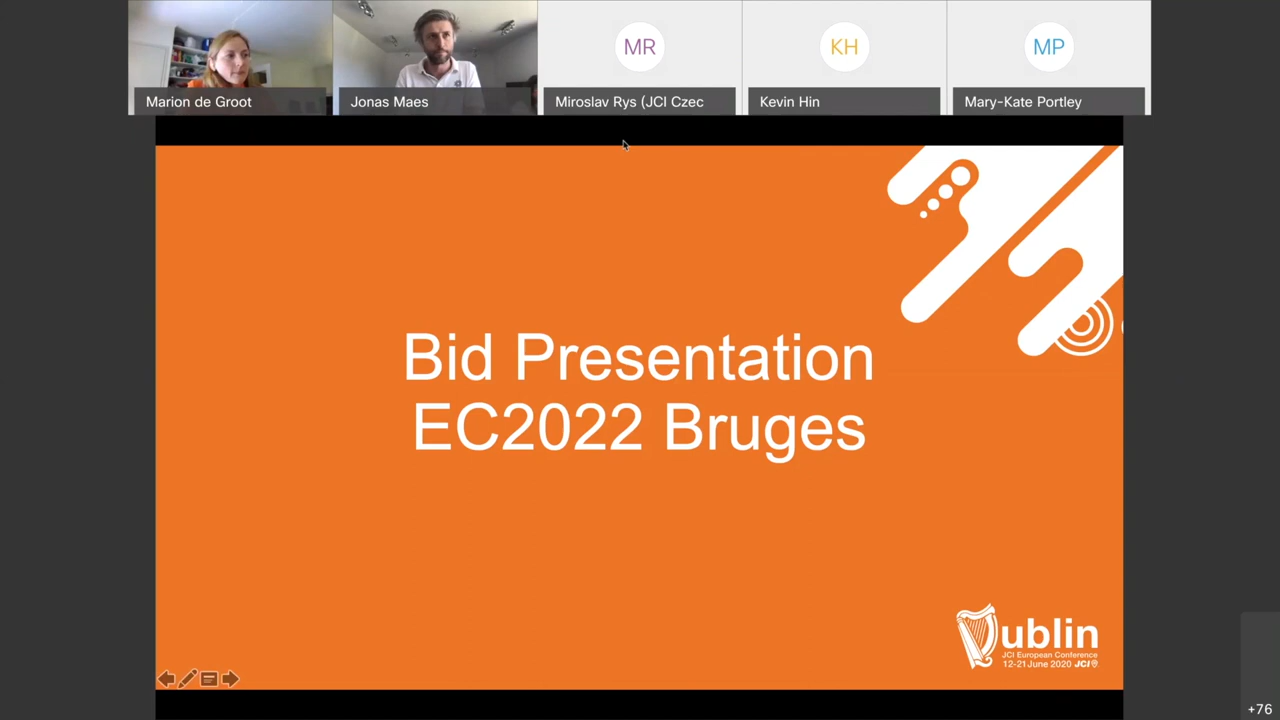 MR
KH
MP
Marion de Groot
Jonas Maes
Miroslav Rys (JCI Czec
Kevin Hin
Mary-Kate Portley
Bid Presentation
EC2022 Bruges
ublin
JCI European Conference
12-21 June 2020 JCI
+76